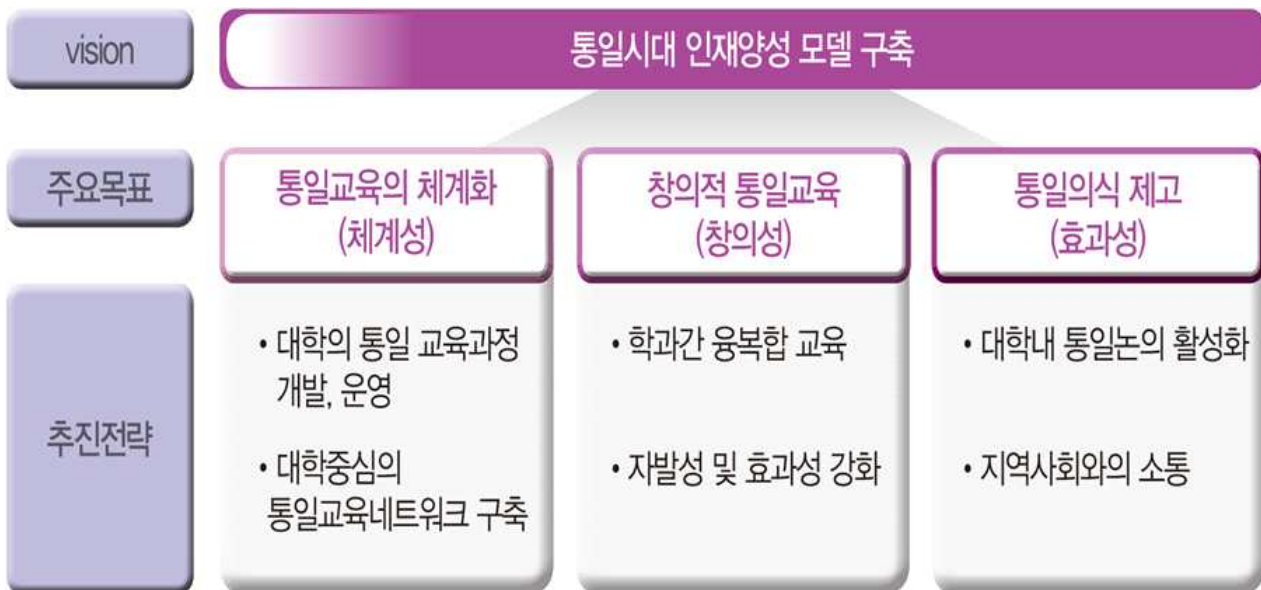 vision
통일시대 인재양성 모델 구축
주요목표
통일교육의 체계화
(체계성)
창의적 통일교육
(창의성)
통일의식 제고
(효과성)
추진전략
• 대학의 통일 교육과정
개발, 운영
• 대학중심의
통일교육네트워크 구축
• 학과간 융복합 교육
• 자발성 및 효과성 강화
• 대학내 통일논의 활성화
• 지역사회와의 소통